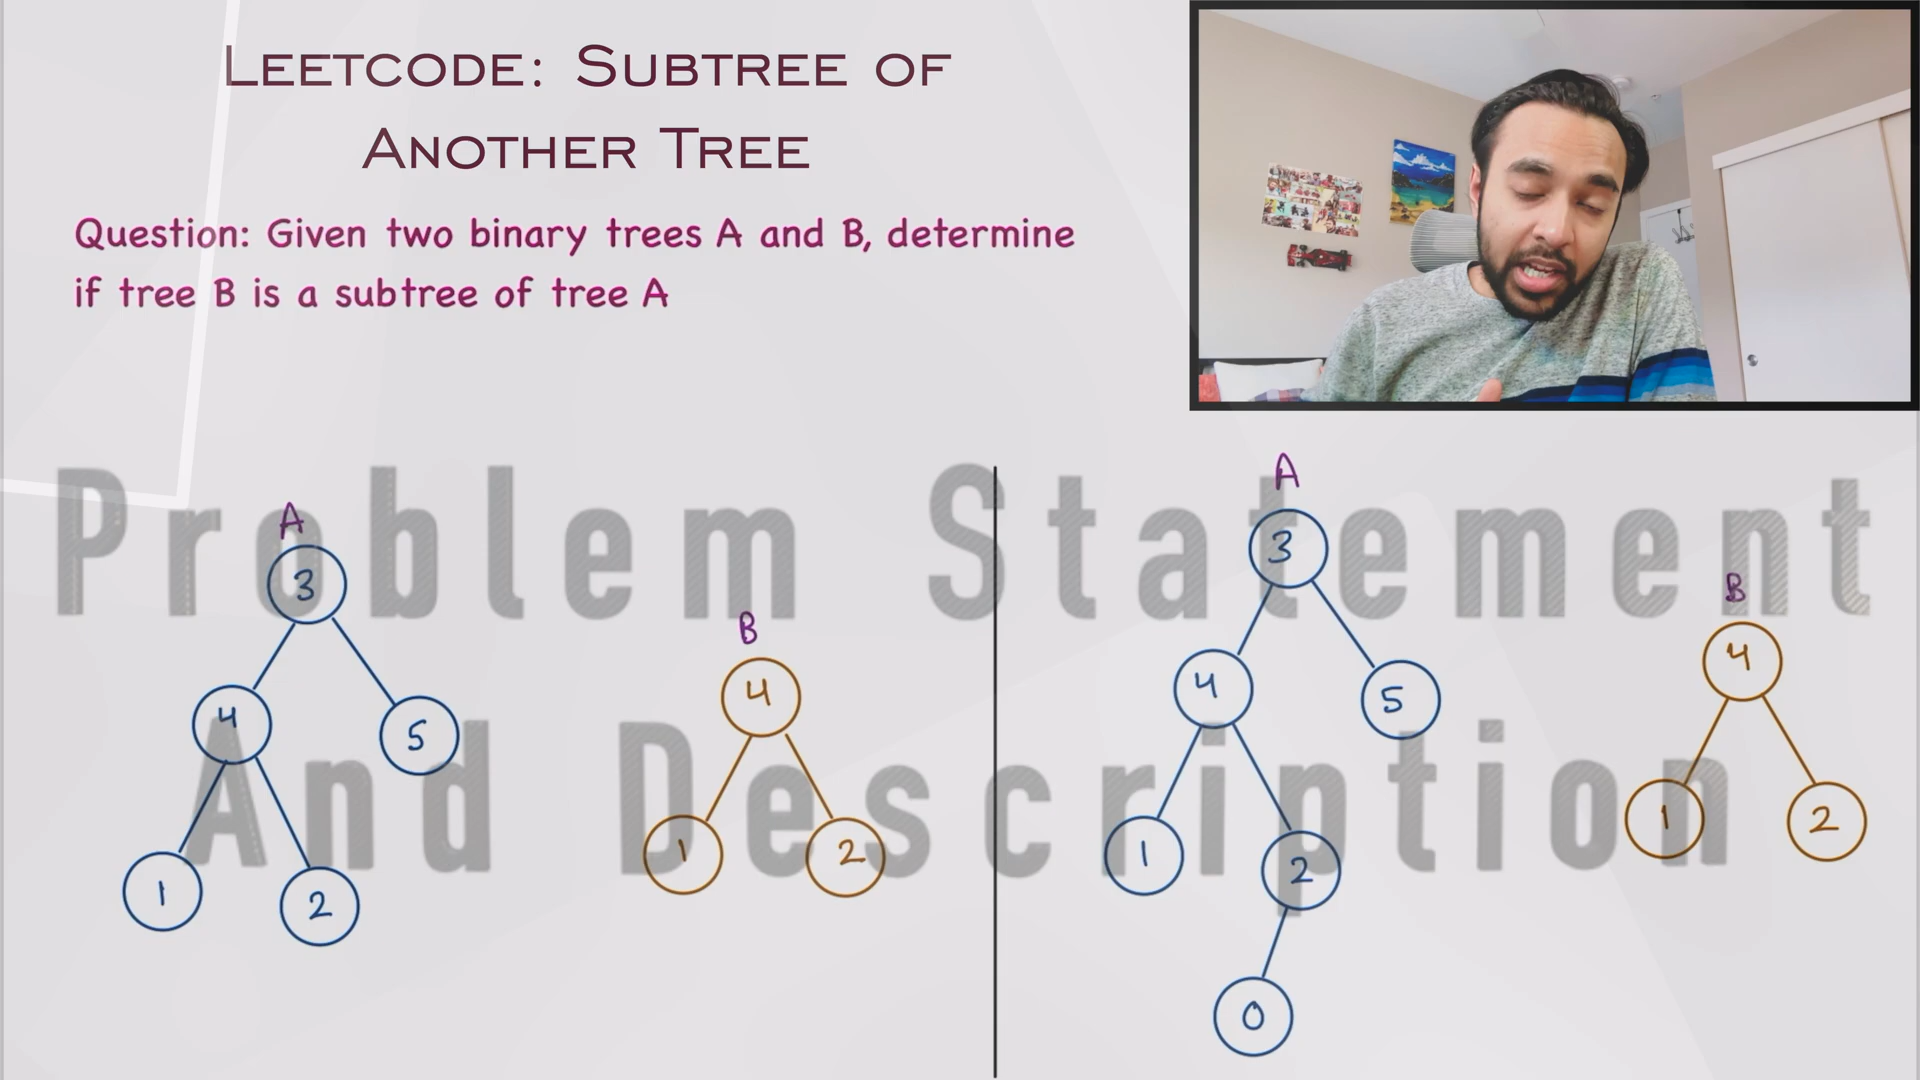 LEETCODE: SUBTREE OF
ANOTHER TREE
Question: Given two binary trees A and B, determine
if tree B is a subtree of tree A
Problem Statement
And Description
A
3
4
5
1
2
B
4
1
2
A
3
4
5
1
2
0
B
4
1
2